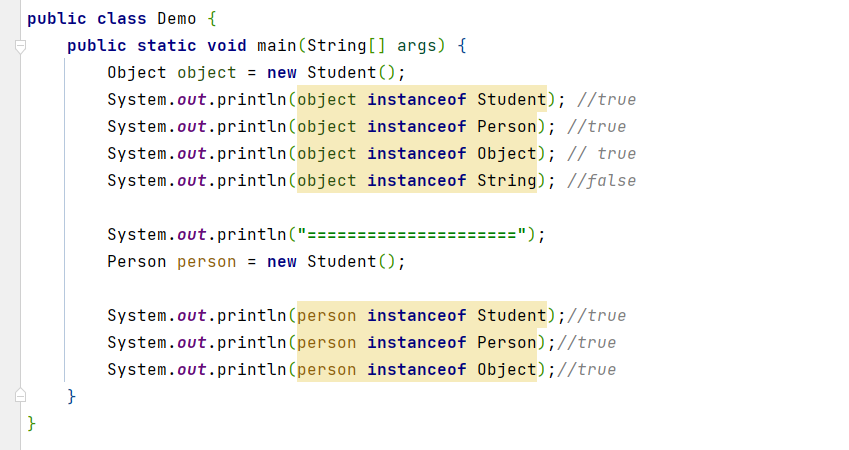 public class Demo {
    public static void main(String[] args) {
        Object object = new Student();
        System.out.println(object instanceof Student); //true
        System.out.println(object instanceof Person); //true
        System.out.println(object instanceof Object); // true
        System.out.println(object instanceof String); //false
        System.out.println("=====================");
        Person person = new Student();
        System.out.println(person instanceof Student);//true
        System.out.println(person instanceof Person);//true
        System.out.println(person instanceof Object);//true
    }
}